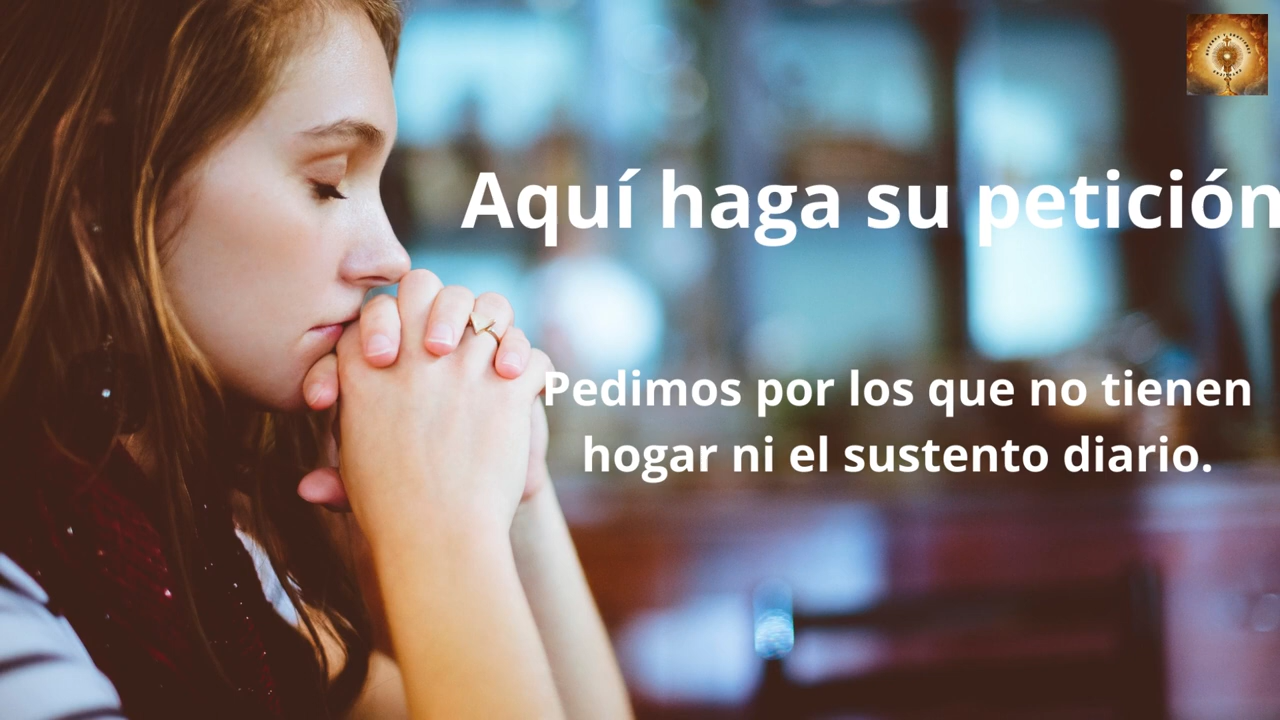 Aquí haga su petición
Pedimos por los que no tienen
hogar ni el sustento diario.